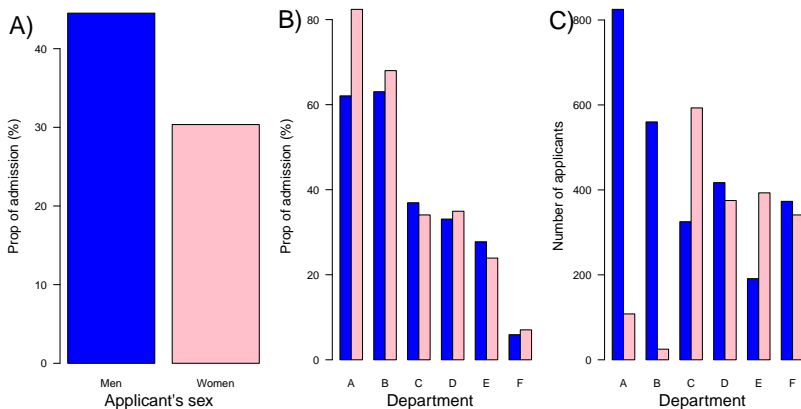 A)
Prop of admission (%)
40
30
20
10
0
Men
Women
Applicant's sex
B)
Prop of admission (%)
80
60
40
20
0
A B C D E F
Department
C)
Number of applicants
800
600
400
200
0
A B C D E F
Department